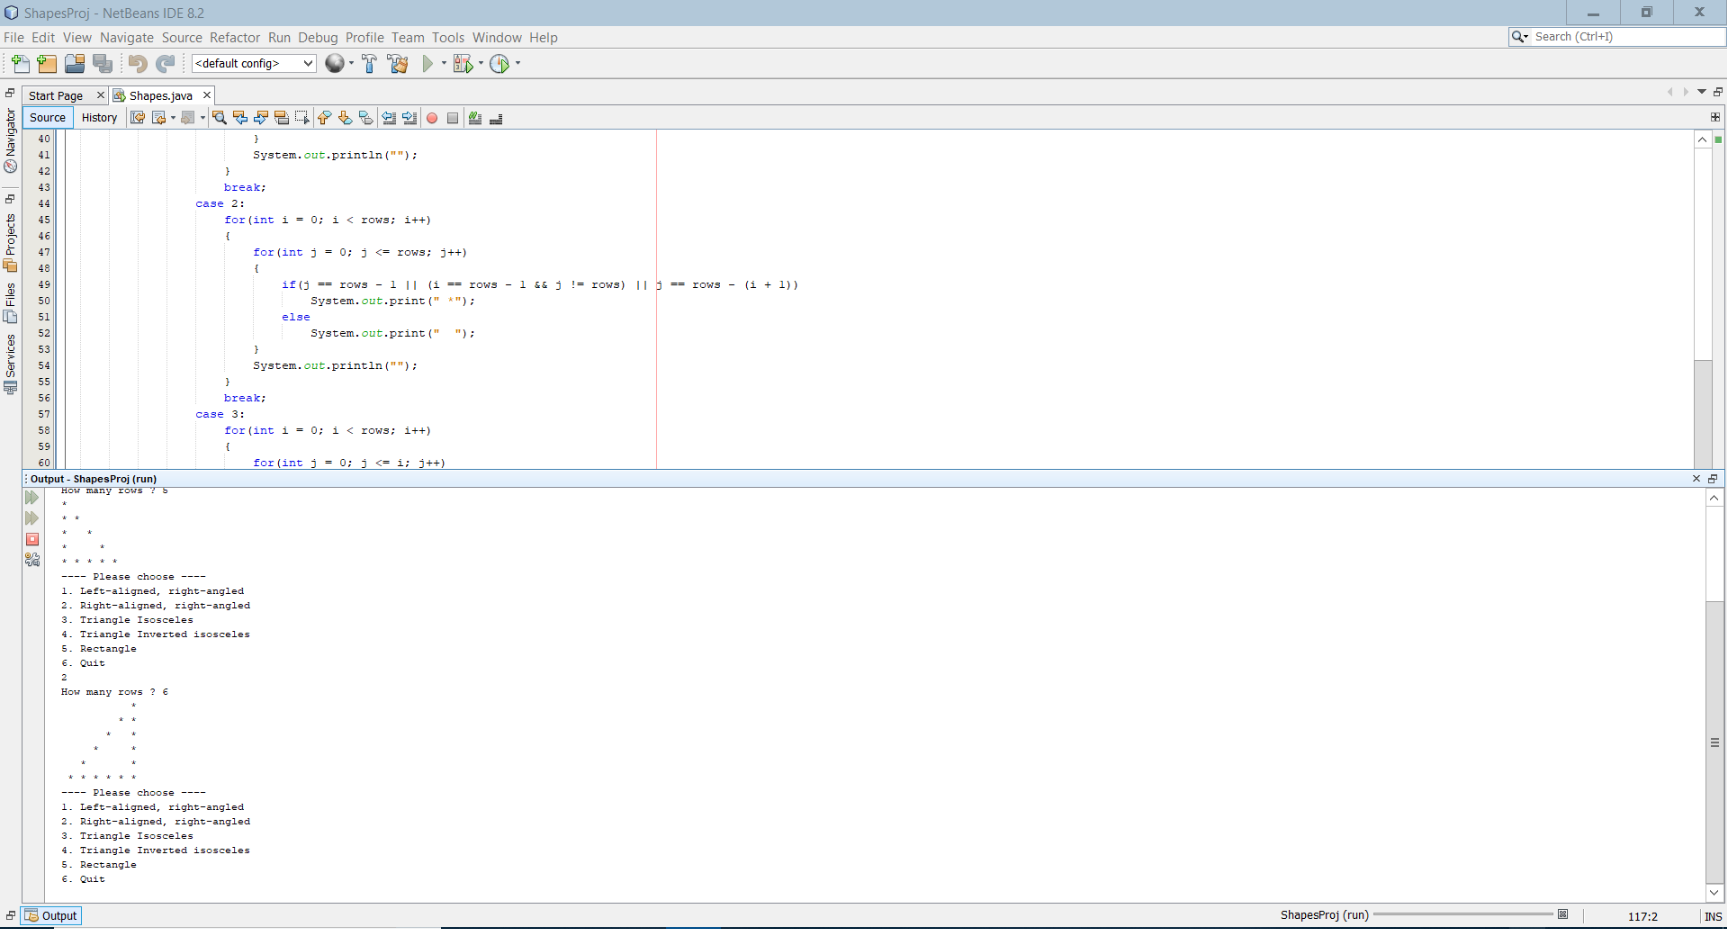 ShapesProj - NetBeans IDE 8.2
File Edit View Navigate Source Refactor Run Debug Profile Team Tools Window Help
Search (Ctrl+I)
<default config>
Start Page
Shapes.java
Source History
Navigator
Projects
Files
Services
40 }
41 System.out.println("");
42 }
43 break;
44 case 2:
45 for(int i = 0; i < rows; i++)
46 {
47 for(int j = 0; j <= rows; j++)
48 {
49 if(j == rows - 1 || (i == rows - 1 && j != rows) || j == rows - (i + 1))
50 System.out.print(" *");
51 else
52 System.out.print("  ");
53 }
54 System.out.println("");
55 }
56 break;
57 case 3:
58 for(int i = 0; i < rows; i++)
59 {
60 for(int j = 0; j <= i; j++)
Output - ShapesProj (run)
How many rows ? 5
*
* *
*   *
*     *
* * * * *
---- Please choose ----
1. Left-aligned, right-angled
2. Right-aligned, right-angled
3. Triangle Isosceles
4. Triangle Inverted isosceles
5. Rectangle
6. Quit
2
How many rows ? 6
           *
         * *
       *   *
     *     *
   *       *
 * * * * * *
---- Please choose ----
1. Left-aligned, right-angled
2. Right-aligned, right-angled
3. Triangle Isosceles
4. Triangle Inverted isosceles
5. Rectangle
6. Quit
Output
ShapesProj (run)
117:2
INS